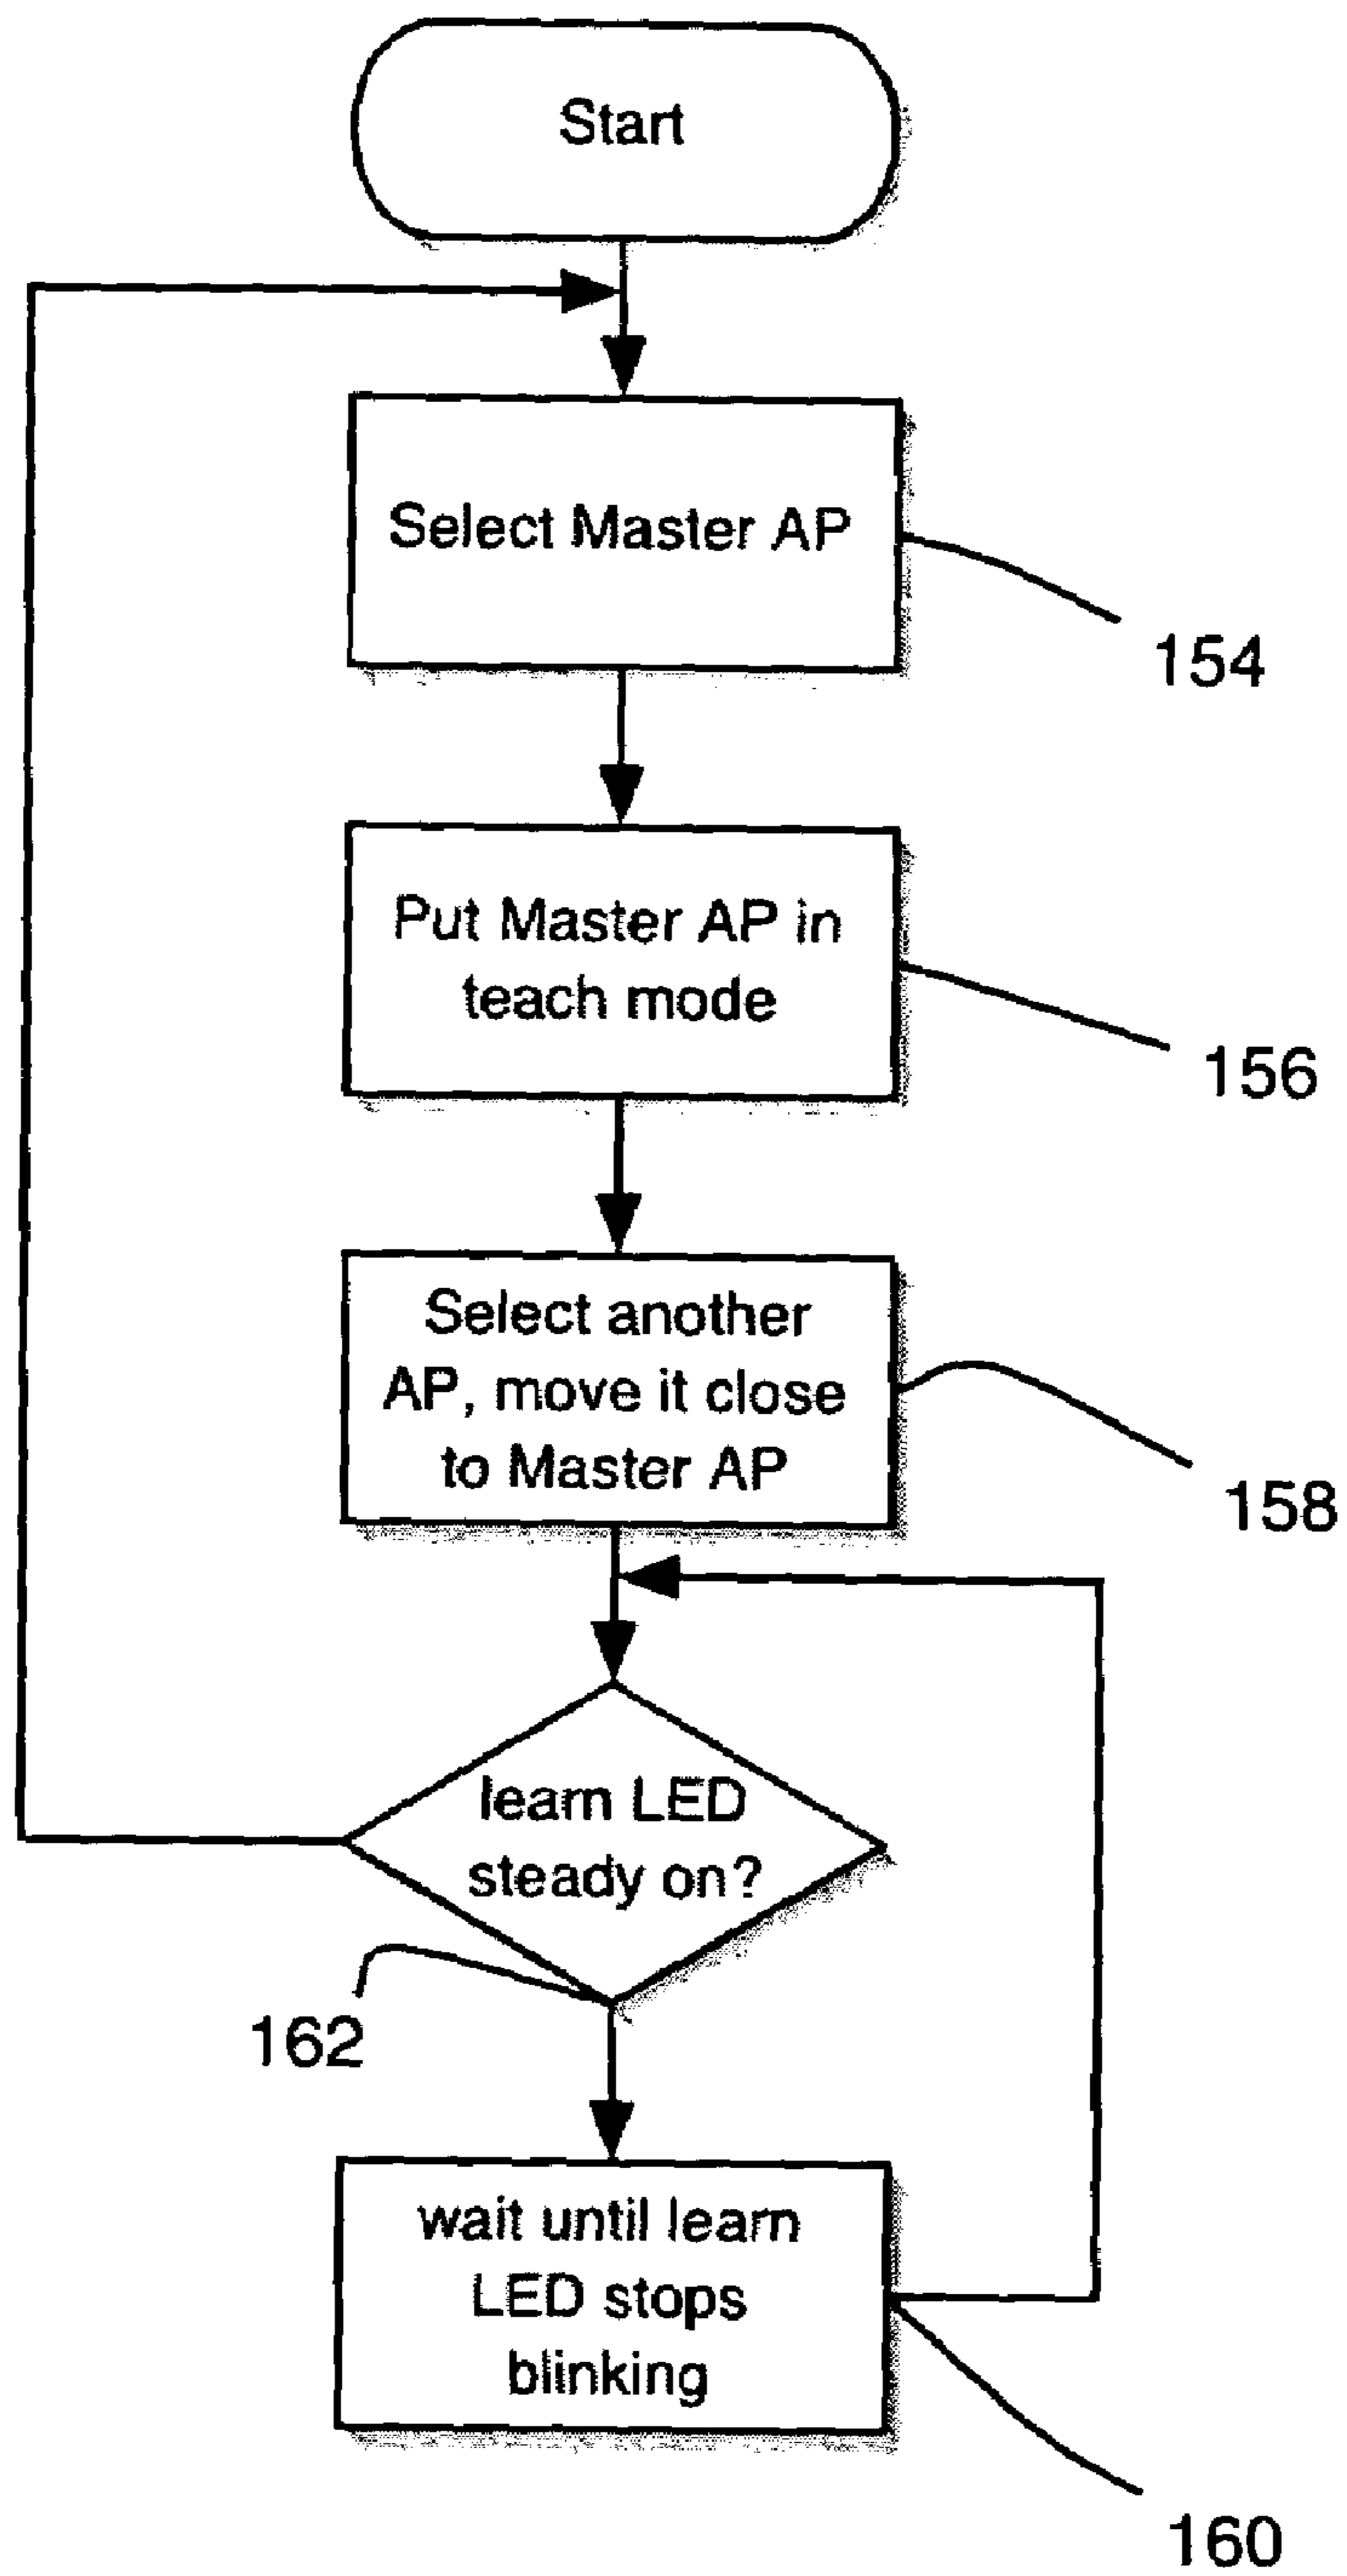 Start
Select Master AP
154
Put Master AP in
teach mode
156
Select another
AP, move it close
to Master AP
158
learn LED
steady on?
162
wait until learn
LED stops
blinking
160